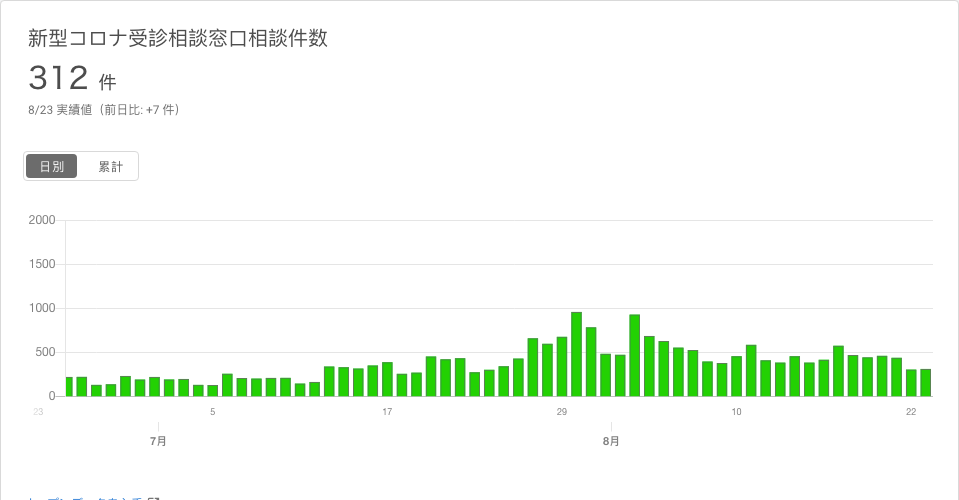 新型コロナ受診相談窓口相談件数
312 件
8/23 実績値（前日比: +7 件）
日別 累計
2000
1500
1000
500
0
23 5 17 29 10 22
7月 8月